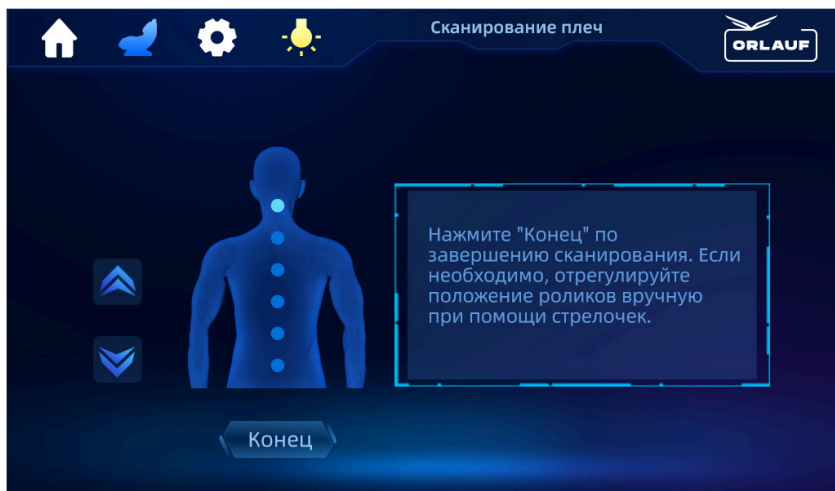 Сканирование плеч
ORLAUF
Нажмите "Конец" по
завершению сканирования. Если
необходимо, отрегулируйте
положение роликов вручную
при помощи стрелочек.
Конец